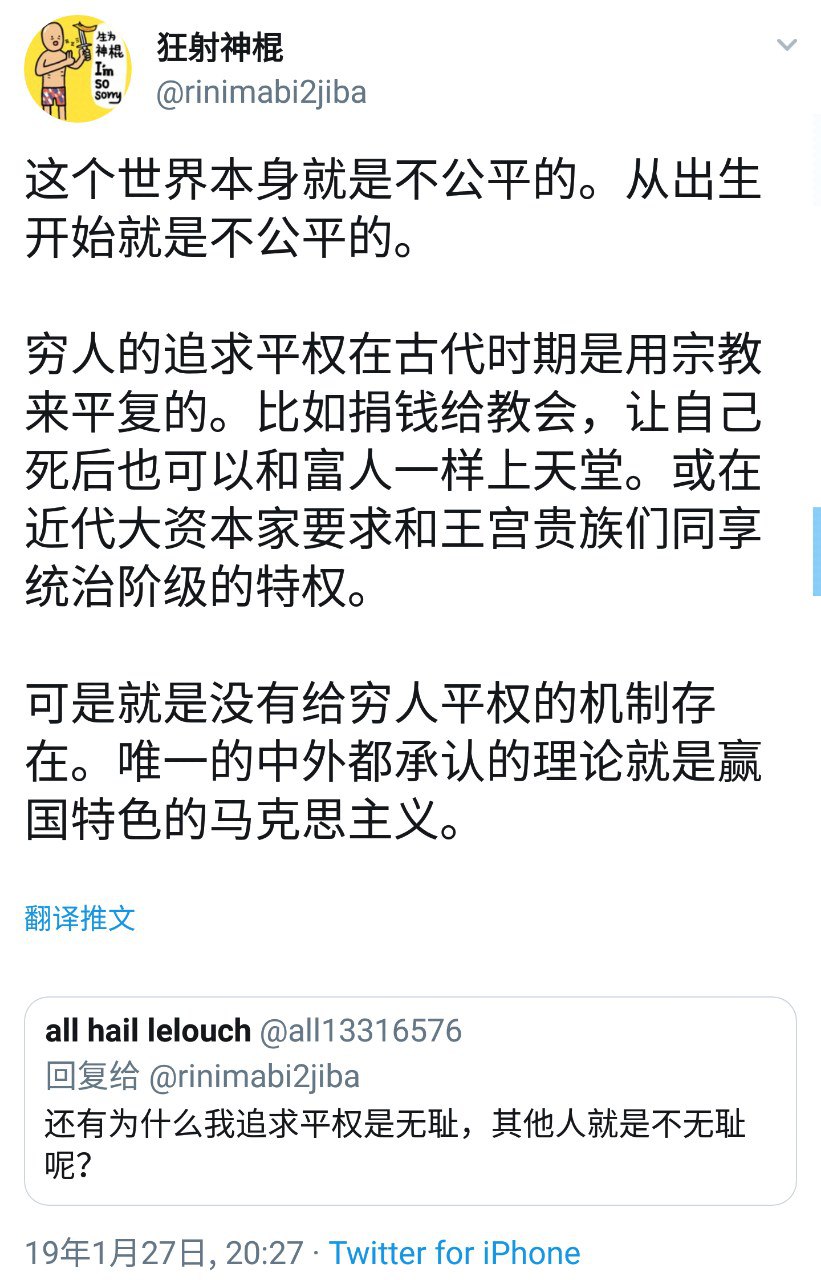 生为
神棍
I'm
so
sorry
狂射神棍
@rinimabi2jiba
这个世界本身就是不公平的。从出生
开始就是不公平的。
穷人的追求平权在古代时期是用宗教
来平复的。比如捐钱给教会，让自己
死后也可以和富人一样上天堂。或在
近代大资本家要求和王宫贵族们同享
统治阶级的特权。
可是就是没有给穷人平权的机制存
在。唯一的中外都承认的理论就是赢
国特色的马克思主义。
翻译推文
all hail lelouch @all13316576
回复给 @rinimabi2jiba
还有为什么我追求平权是无耻，其他人就是不无耻
呢？
19年1月27日, 20:27 · Twitter for iPhone